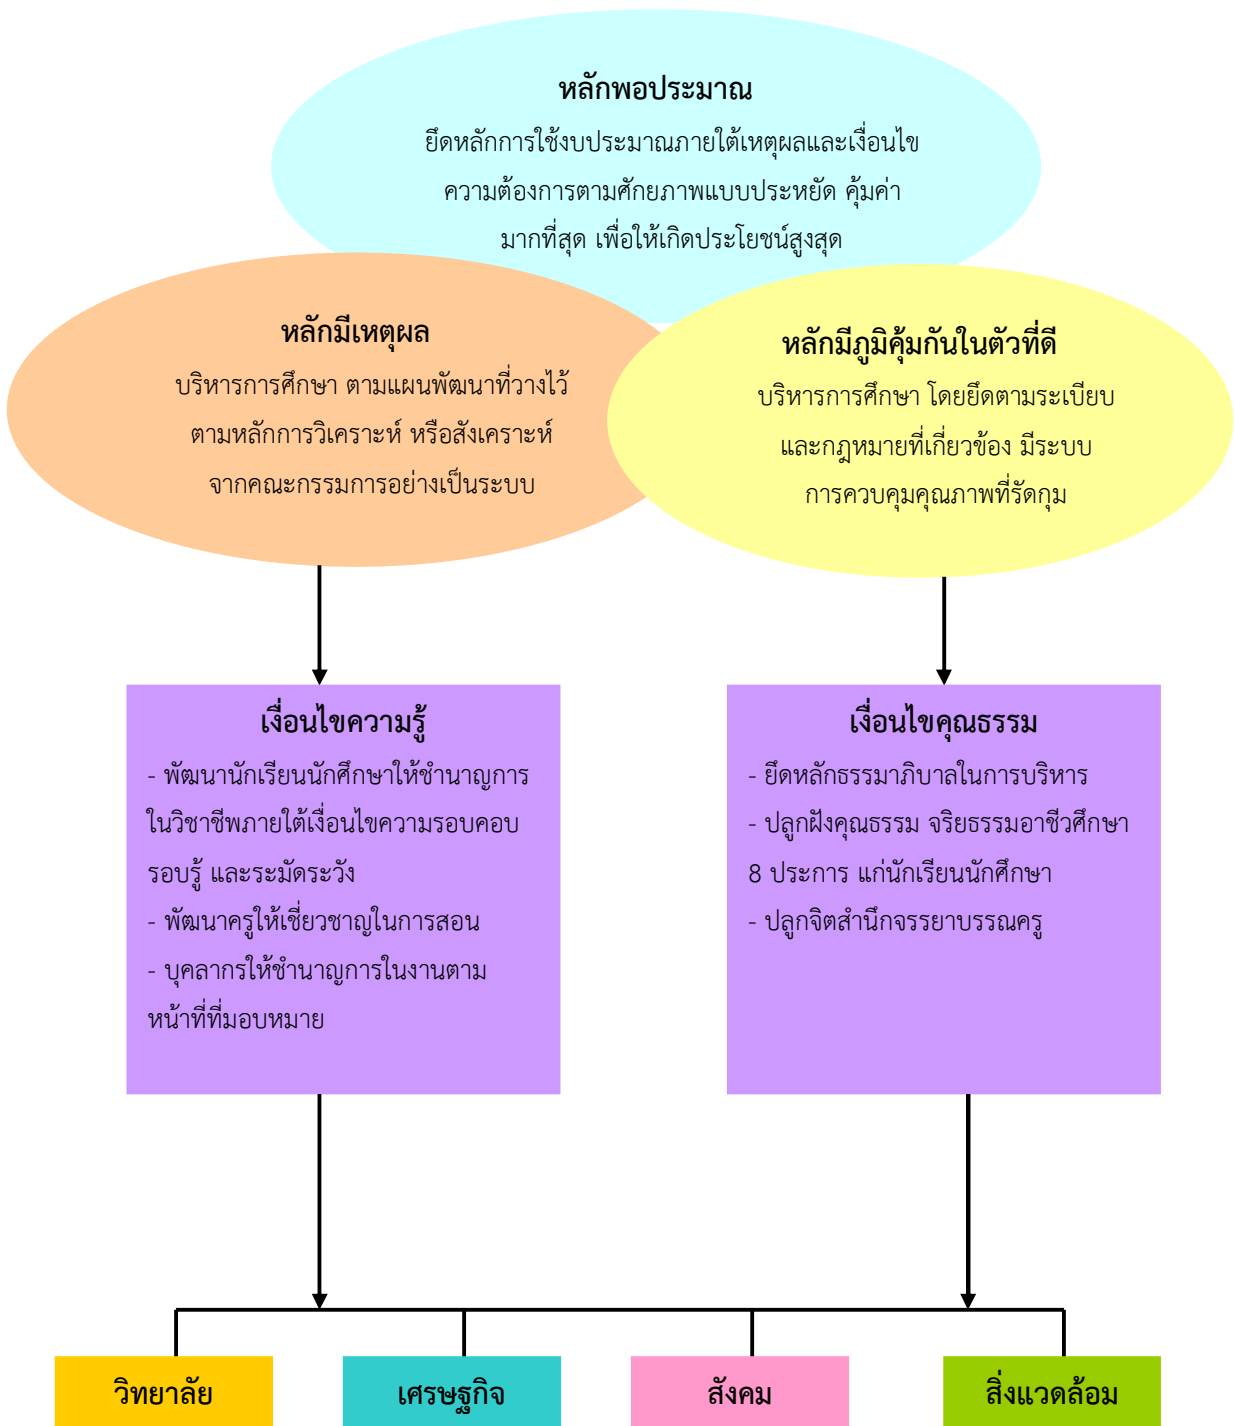 หลักพอประมาณ
ยึดหลักการใช้งบประมาณภายใต้เหตุผลและเงื่อนไข
ความต้องการตามศักยภาพแบบประหยัด คุ้มค่า
มากที่สุด เพื่อให้เกิดประโยชน์สูงสุด
หลักมีเหตุผล
บริหารการศึกษา ตามแผนพัฒนาที่วางไว้
ตามหลักการวิเคราะห์ หรือสังเคราะห์
จากคณะกรรมการอย่างเป็นระบบ
หลักมีภูมิคุ้มกันในตัวที่ดี
บริหารการศึกษา โดยยึดตามระเบียบ
และกฎหมายที่เกี่ยวข้อง มีระบบ
การควบคุมคุณภาพที่รัดกุม
เงื่อนไขความรู้
- พัฒนานักเรียนนักศึกษาให้ชำนาญการ
ในวิชาชีพภายใต้เงื่อนไขความรอบคอบ
รอบรู้ และระมัดระวัง
- พัฒนาครูให้เชี่ยวชาญในการสอน
- บุคลากรให้ชำนาญการในงานตาม
หน้าที่ที่มอบหมาย
เงื่อนไขคุณธรรม
- ยึดหลักธรรมาภิบาลในการบริหาร
- ปลูกฝังคุณธรรม จริยธรรมอาชีวศึกษา
8 ประการ แก่นักเรียนนักศึกษา
- ปลูกจิตสำนึกจรรยาบรรณครู
วิทยาลัย
เศรษฐกิจ
สังคม
สิ่งแวดล้อม